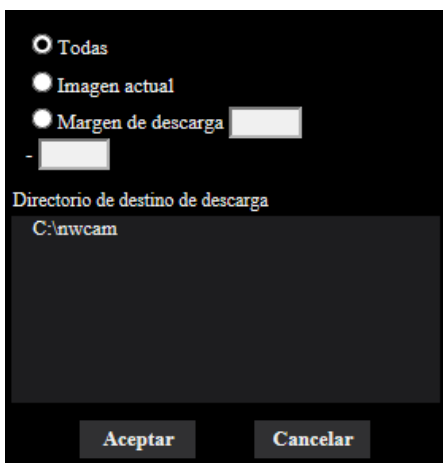 Todas
Imagen actual
Margen de descarga
-
Directorio de destino de descarga
C:\nwcam
Aceptar Cancelar